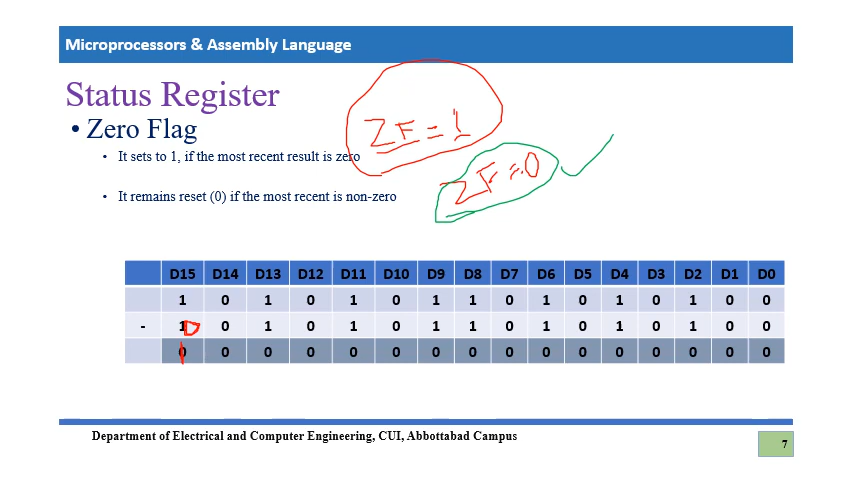 Microprocessors & Assembly Language
Status Register
• Zero Flag
ZF=1
• It sets to 1, if the most recent result is zero
ZF=0
• It remains reset (0) if the most recent is non-zero
D15 D14 D13 D12 D11 D10 D9 D8 D7 D6 D5 D4 D3 D2 D1 D0
1 0 1 0 1 0 1 1 0 1 0 1 0 1 0 0
- 1 0 0 1 0 1 0 1 1 0 1 0 1 0 1 0 0
0 0 0 0 0 0 0 0 0 0 0 0 0 0 0 0
Department of Electrical and Computer Engineering, CUI, Abbottabad Campus
7